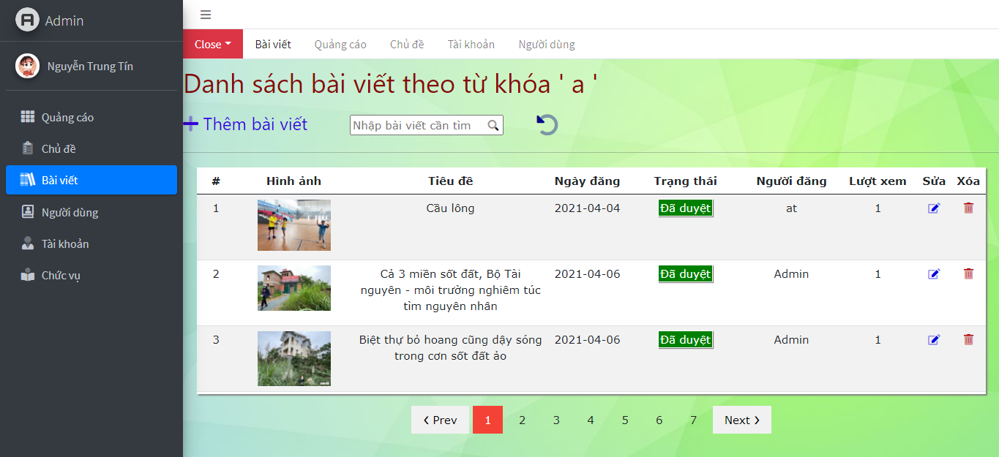 Admin
Nguyễn Trung Tín
Quảng cáo
Chủ đề
Bài viết
Người dùng
Tài khoản
Chức vụ
Close Bài viết Quảng cáo Chủ đề Tài khoản Người dùng
Danh sách bài viết theo từ khóa ' a '
Thêm bài viết Nhập bài viết cần tìm
# Hình ảnh Tiêu đề Ngày đăng Trạng thái Người đăng Lượt xem Sửa Xóa
1 Cầu lông 2021-04-04 Đã duyệt at 1
2 Cả 3 miền sốt đất, Bộ Tài 2021-04-06 Đã duyệt Admin 1
nguyên - môi trường nghiêm túc
tìm nguyên nhân
3 Biệt thự bỏ hoang cũng dậy sóng 2021-04-06 Đã duyệt Admin 1
trong cơn sốt đất ảo
‹ Prev 1 2 3 4 5 6 7 Next ›